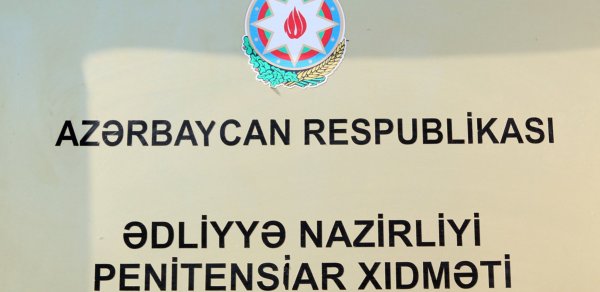 AZƏRBAYCAN RESPUBLİKASI
ƏDLİYYƏ NAZİRLİYİ
PENİTENSİAR XİDMƏTİ